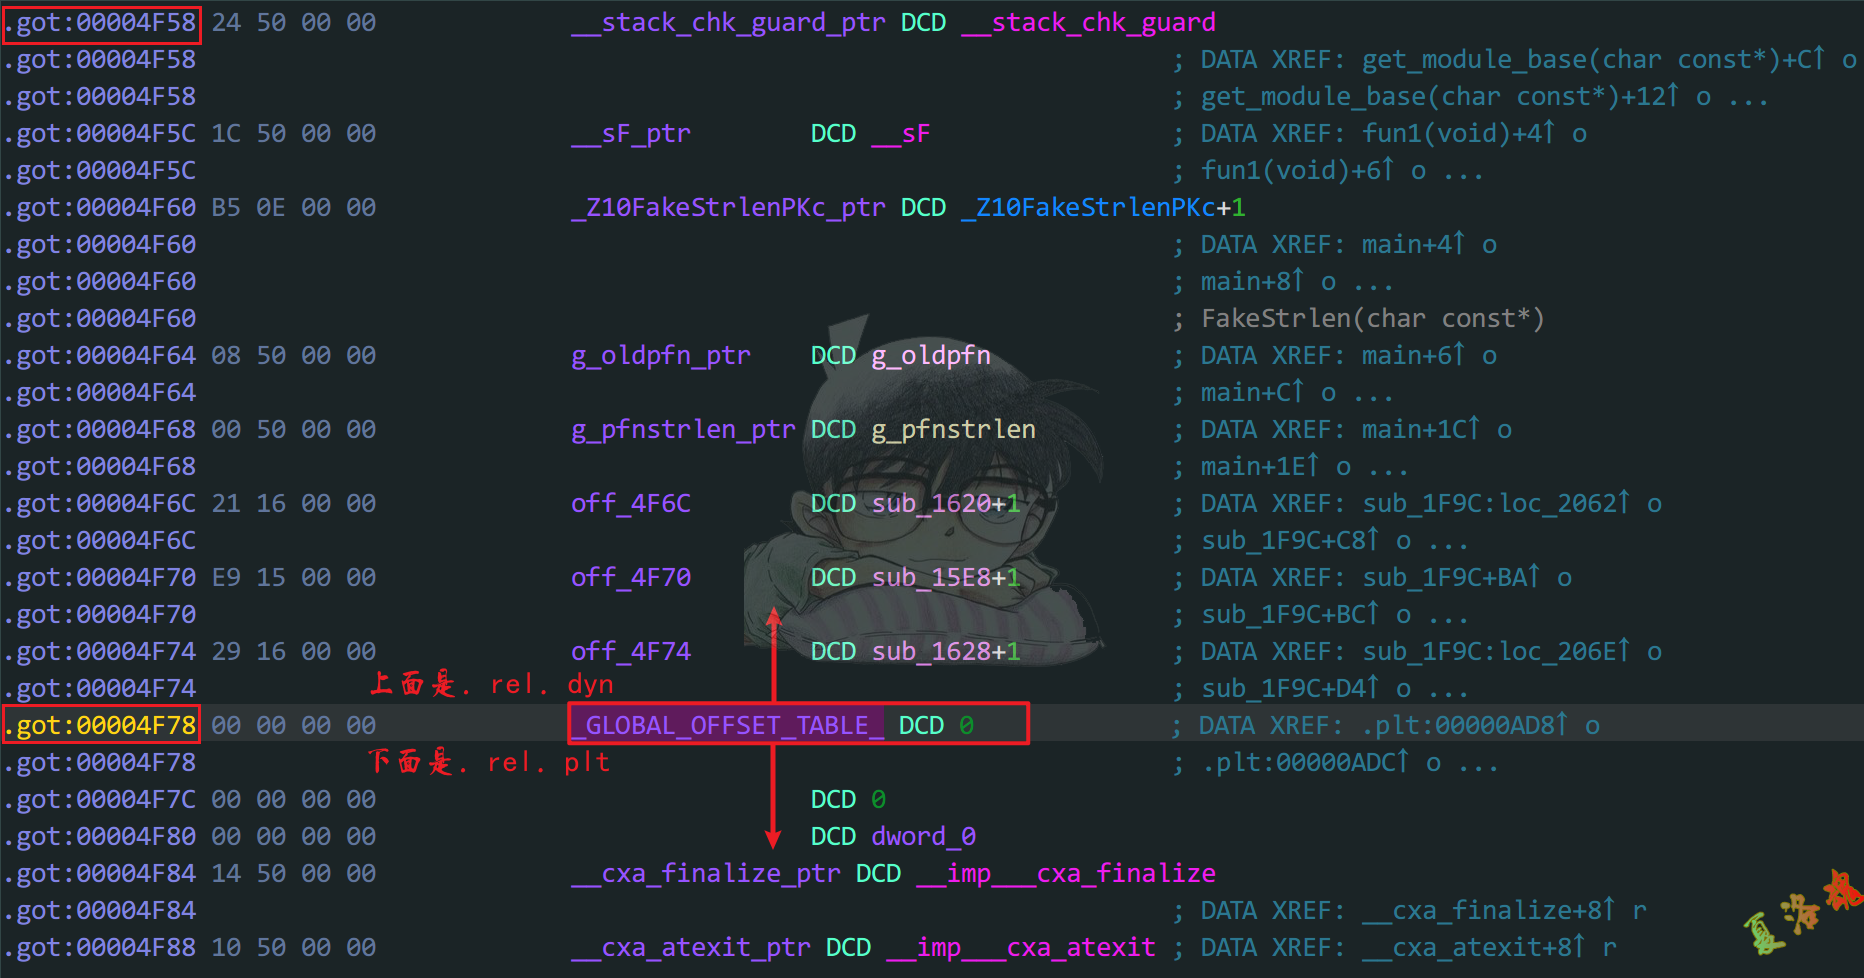 .got:00004F58 24 50 00 00 __stack_chk_guard_ptr DCD __stack_chk_guard
.got:00004F58 ; DATA XREF: get_module_base(char const*)+C↑ o
.got:00004F58 ; get_module_base(char const*)+12↑ o ...
.got:00004F5C 1C 50 00 00 __sF_ptr DCD __sF ; DATA XREF: fun1(void)+4↑ o
.got:00004F5C ; fun1(void)+6↑ o ...
.got:00004F60 B5 0E 00 00 _Z10FakeStrlenPKc_ptr DCD _Z10FakeStrlenPKc+1
.got:00004F60 ; DATA XREF: main+4↑ o
.got:00004F60 ; main+8↑ o ...
.got:00004F60 ; FakeStrlen(char const*)
.got:00004F64 08 50 00 00 g_oldpfn_ptr DCD g_oldpfn ; DATA XREF: main+6↑ o
.got:00004F64 ; main+C↑ o ...
.got:00004F68 00 50 00 00 g_pfnstrlen_ptr DCD g_pfnstrlen ; DATA XREF: main+1C↑ o
.got:00004F68 ; main+1E↑ o ...
.got:00004F6C 21 16 00 00 off_4F6C DCD sub_1620+1 ; DATA XREF: sub_1F9C:loc_2062↑ o
.got:00004F6C ; sub_1F9C+C8↑ o ...
.got:00004F70 E9 15 00 00 off_4F70 DCD sub_15E8+1 ; DATA XREF: sub_1F9C+BA↑ o
.got:00004F70 ; sub_1F9C+BC↑ o ...
.got:00004F74 29 16 00 00 off_4F74 DCD sub_1628+1 ; DATA XREF: sub_1F9C:loc_206E↑ o
.got:00004F74 上面是. rel. dyn ; sub_1F9C+D4↑ o ...
.got:00004F78 00 00 00 00 _GLOBAL_OFFSET_TABLE_ DCD 0 ; DATA XREF: .plt:00000AD8↑ o
.got:00004F78 下面是. rel. plt ; .plt:00000ADC↑ o ...
.got:00004F7C 00 00 00 00 DCD 0
.got:00004F80 00 00 00 00 DCD dword_0
.got:00004F84 14 50 00 00 __cxa_finalize_ptr DCD __imp___cxa_finalize
.got:00004F84 ; DATA XREF: __cxa_finalize+8↑ r
.got:00004F88 10 50 00 00 __cxa_atexit_ptr DCD __imp___cxa_atexit ; DATA XREF: __cxa_atexit+8↑ r
夏洛